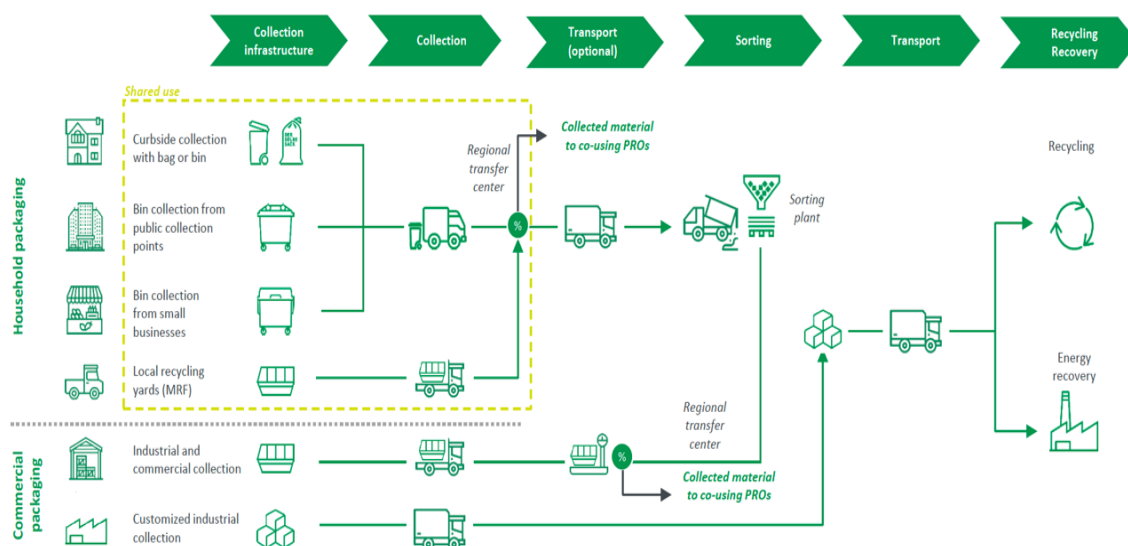 Collection
infrastructure
Collection
Transport
(optional)
Sorting
Transport
Recycling
Recovery
Shared use
Household packaging
Curbside collection
with bag or bin
Regional
transfer
center
Collected material
to co-using PROs
Recycling
Bin collection from
public collection
points
%
Sorting
plant
Bin collection
from small
businesses
Local recycling
yards (MRF)
Energy
recovery
Commercial
packaging
Industrial and
commercial collection
%
Regional
transfer center
Collected material
to co-using PROs
Customized industrial
collection